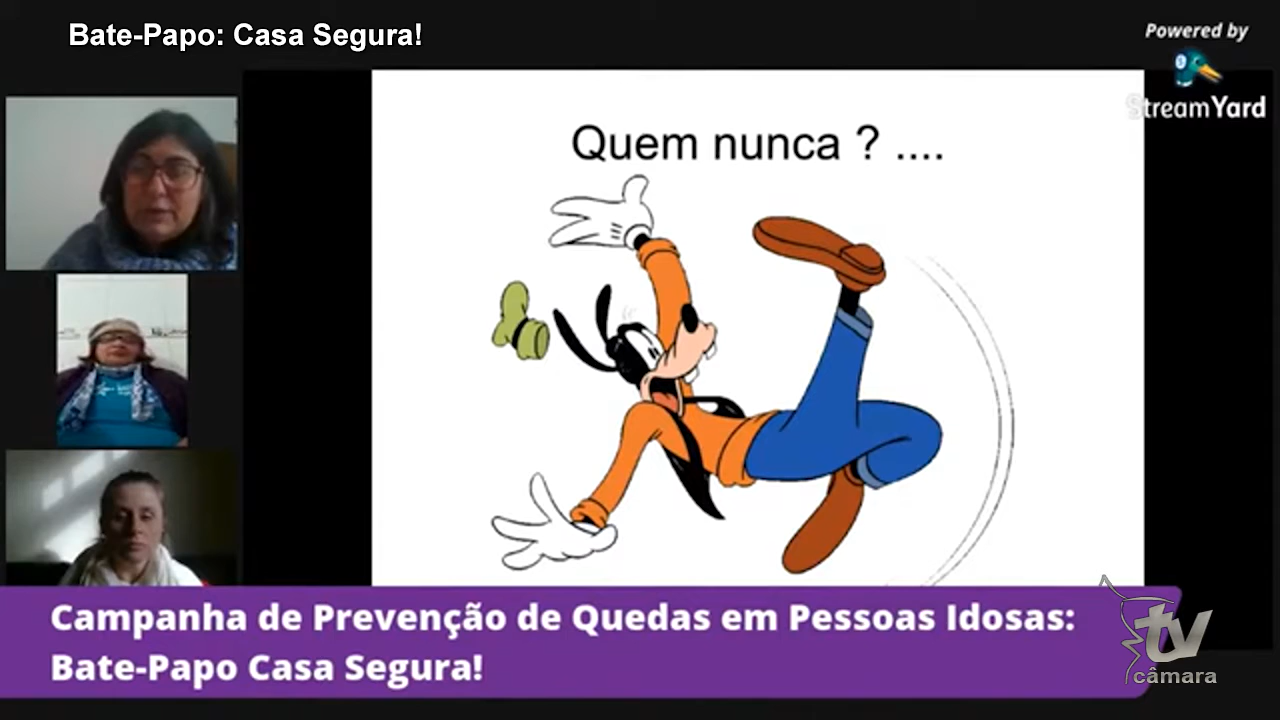 Bate-Papo: Casa Segura!
Powered by
StreamYard
Quem nunca ? ....
Campanha de Prevenção de Quedas em Pessoas Idosas:
Bate-Papo Casa Segura!
tv
câmara